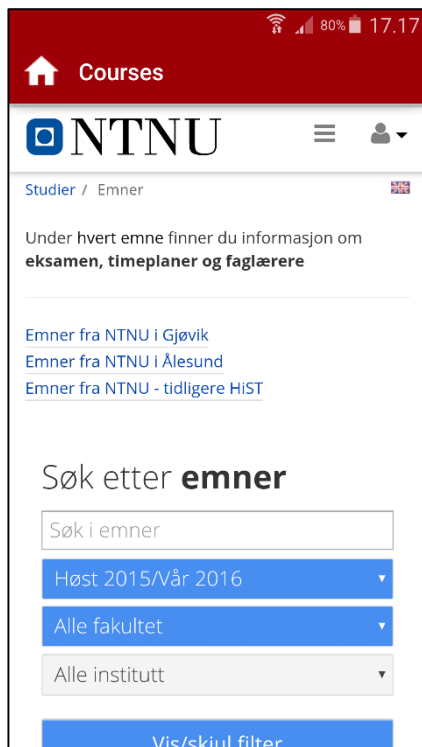 80% 17.17
Courses
NTNU
Studier / Emner
Under hvert emne finner du informasjon om
eksamen, timeplaner og faglærere
Emner fra NTNU i Gjøvik
Emner fra NTNU i Ålesund
Emner fra NTNU - tidligere HiST
Søk etter emner
Søk i emner
Høst 2015/Vår 2016
Alle fakultet
Alle institutt
Vis/skjul filter